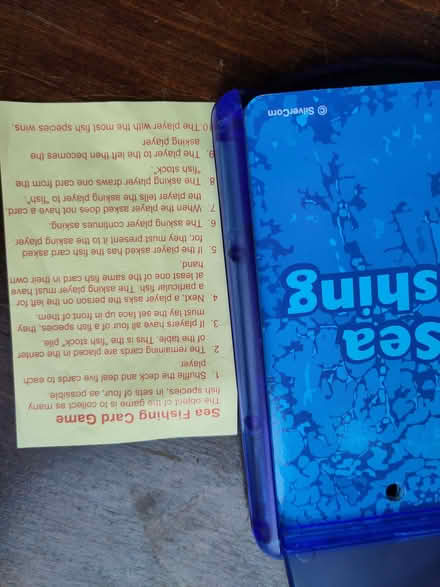 Sea Fishing Card Game
The object of the is game is to collect as many
fish species, in sets of four, as possible.
1. Shuffle the deck and deal five cards to each
player
2. The remaining cards are placed in the center
of the table. This is the "fish stock" pile.
3. If players have all four of a fish species, they
must lay the set face up in front of them.
4. Next, a player asks the person on the left for
a particular fish. The asking player must have
at least one of the same fish card in their own
hand.
5. If the asked player has the fish card asked
for, they must present it to the asking player
6. The asking player continues asking.
7. When the player asked does not have a card
the player tells the asking player to "fish"
8. The asking player draws one card from the
"fish stock"
9. The player to the left then becomes the
asking player
10. The player with the most fish species wins.
Sea
shing
© SilverCorn